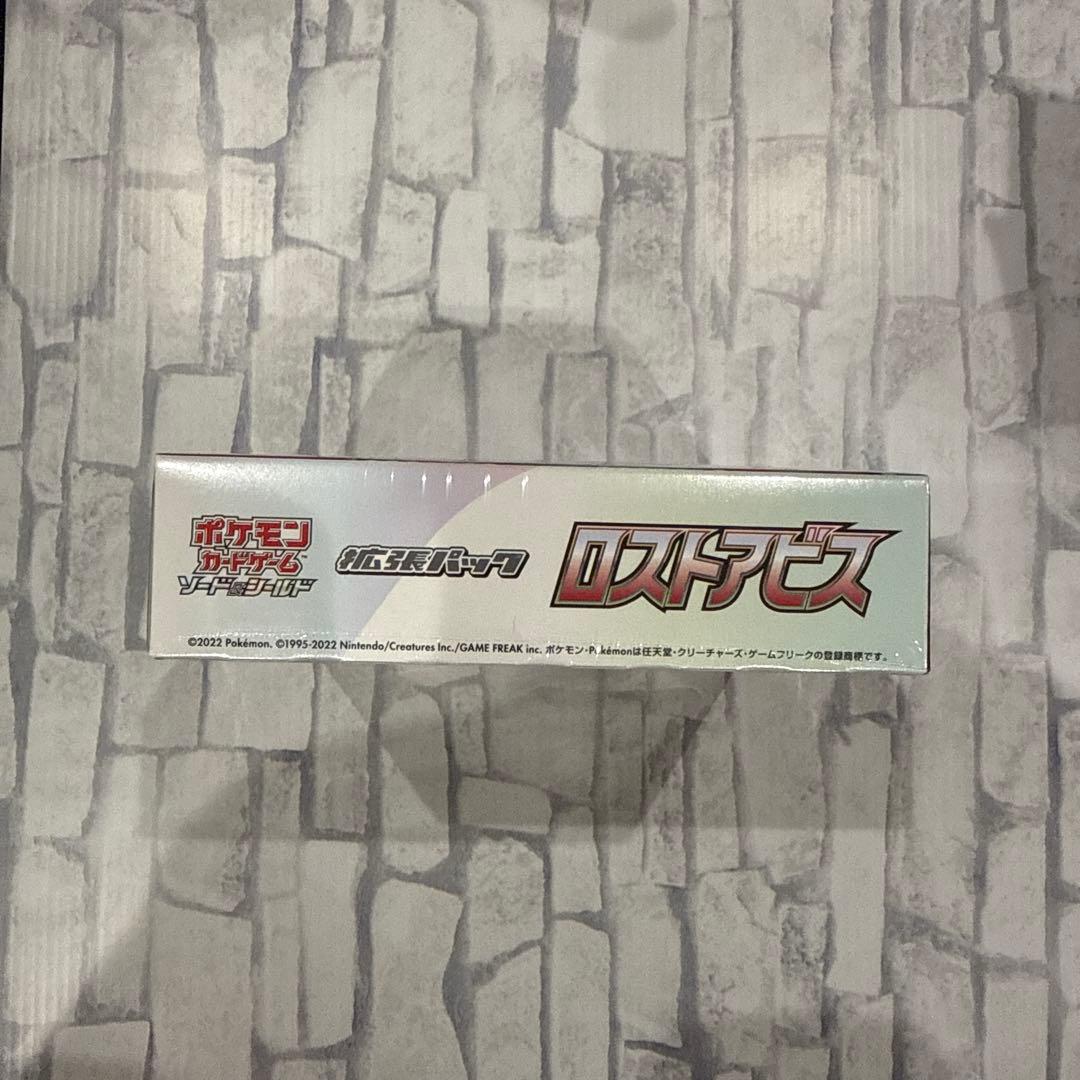 ポケモン
カードゲーム
ソード&シールド
拡張パック
ロストアビス
©2022 Pokémon. ©1995-2022 Nintendo/Creatures Inc./GAME FREAK inc. ポケモン・Pokémonは任天堂・クリーチャーズ・ゲームフリークの登録商標です。